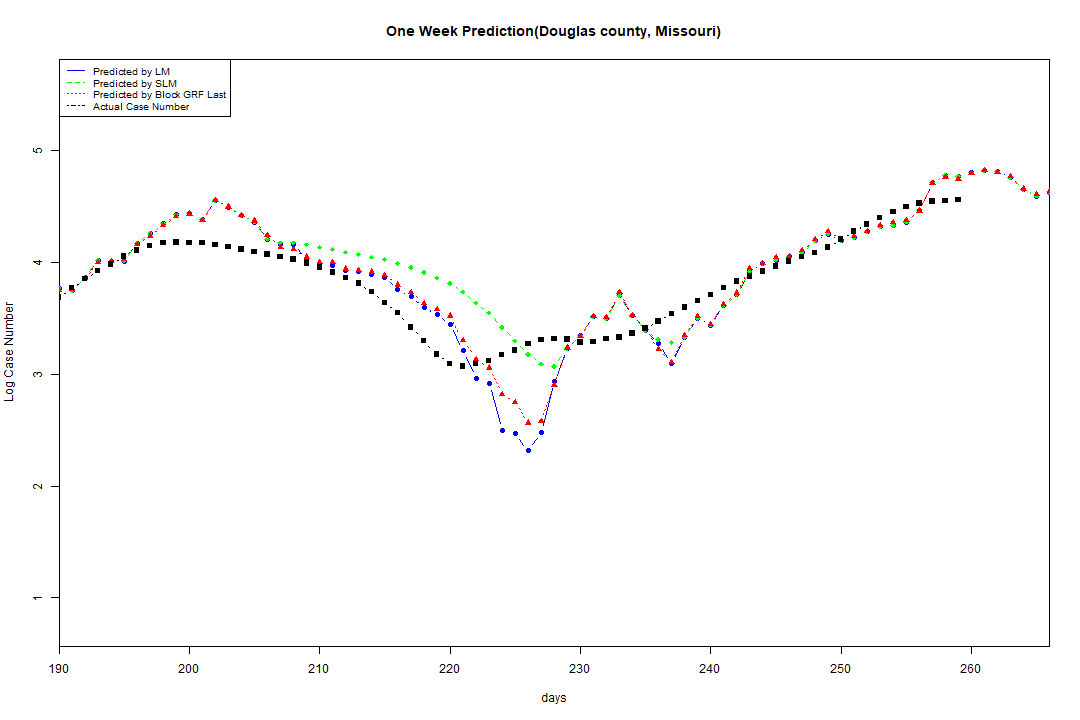 One Week Prediction(Douglas county, Missouri)
Predicted by LM
Predicted by SLM
Predicted by Block GRF Last
Actual Case Number
5
4
3
2
1
Log Case Number
190 200 210 220 230 240 250 260
days